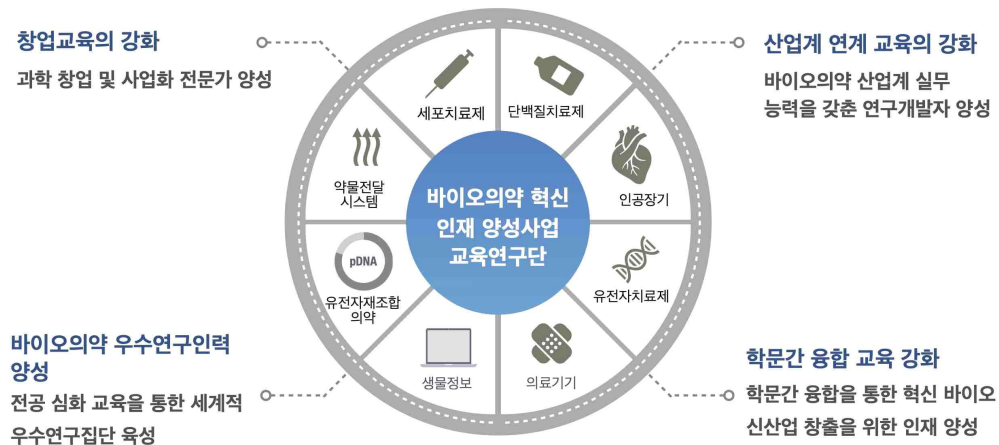 창업교육의 강화
과학 창업 및 사업화 전문가 양성
산업계 연계 교육의 강화
바이오의약 산업계 실무
능력을 갖춘 연구개발자 양성
세포치료제
단백질치료제
약물전달
시스템
인공장기
바이오의약 혁신
인재 양성사업
교육연구단
pDNA
유전자재조합
의약
유전자치료제
생물정보
의료기기
바이오의약 우수연구인력
양성
전공 심화 교육을 통한 세계적
우수연구집단 육성
학문간 융합 교육 강화
학문간 융합을 통한 혁신 바이오
신산업 창출을 위한 인재 양성